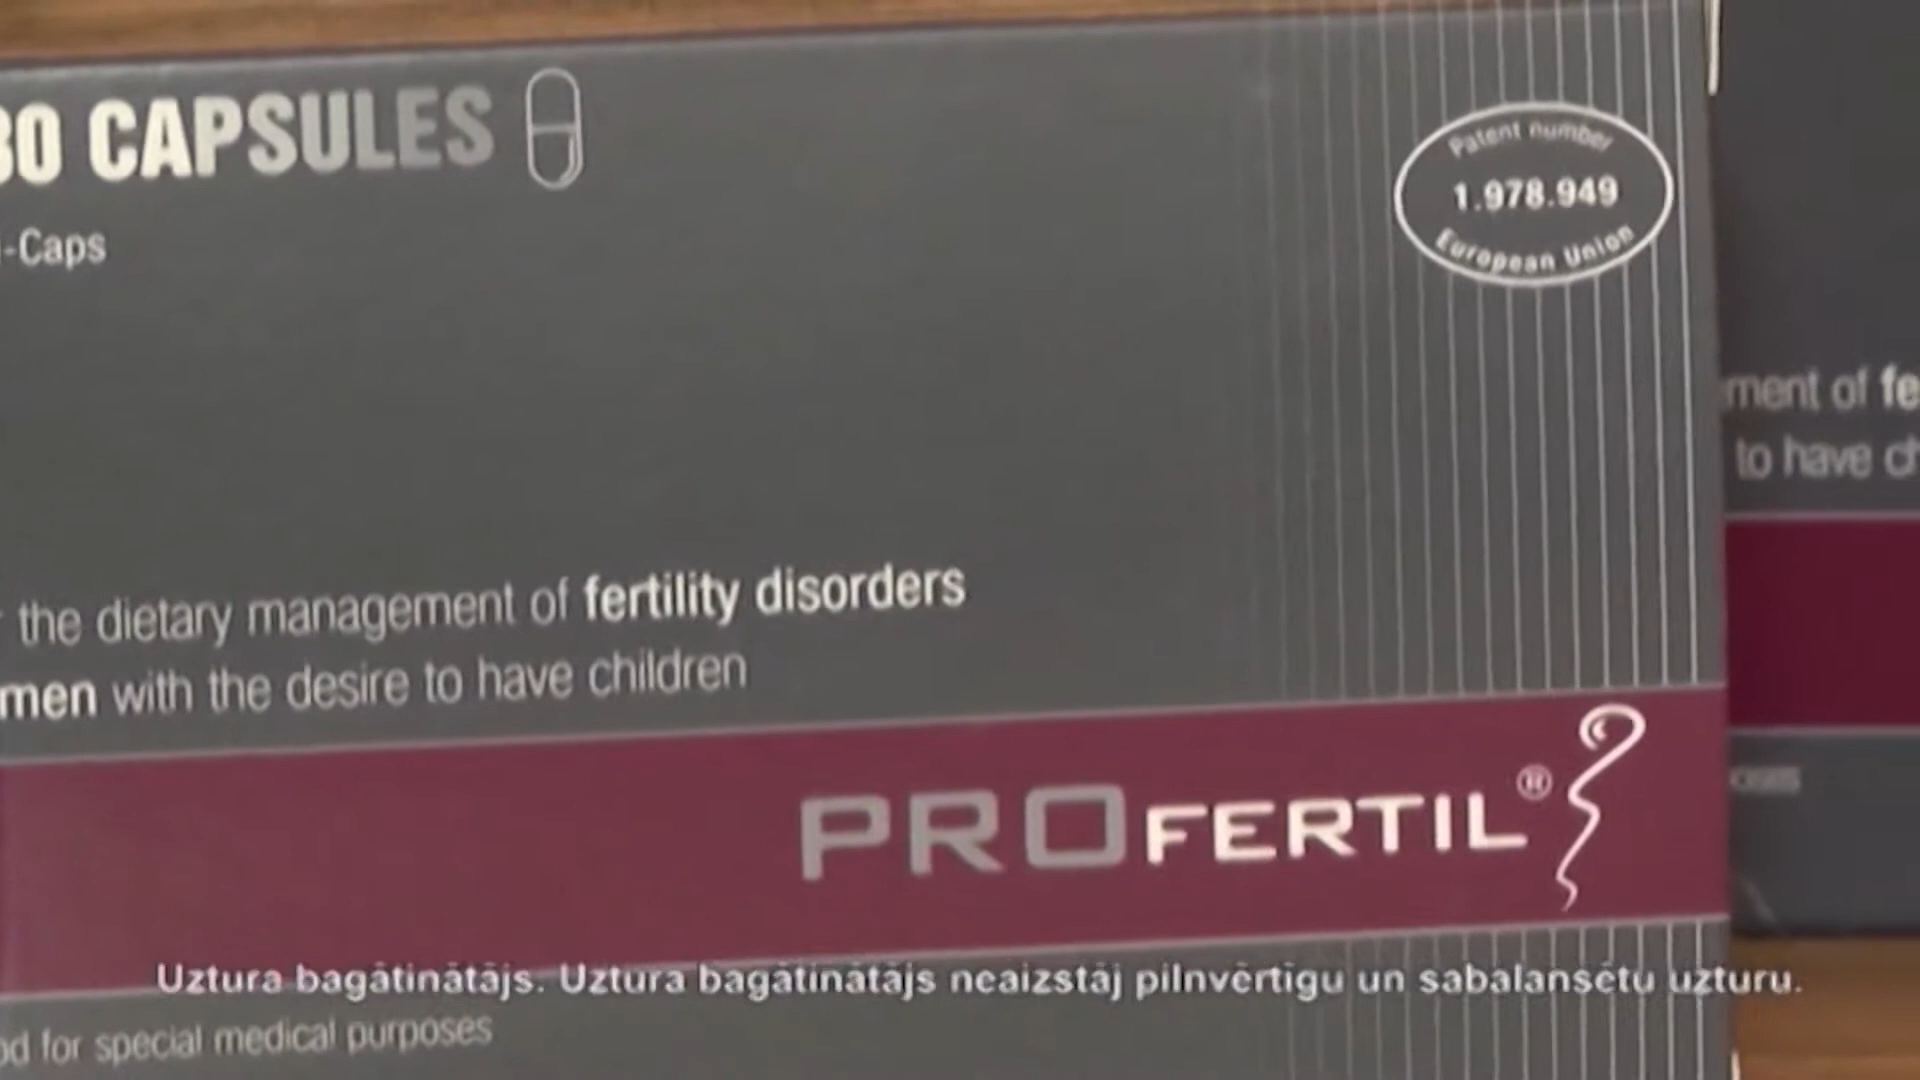 30 CAPSULES
-Caps
Patent number
1.978.949
European Union
the dietary management of fertility disorders
men with the desire to have children
PROFERTIL®
Uztura bagātinātājs. Uztura bagātinātājs neaizstāj pilnvērtīgu un sabalansētu uzturu.
for special medical purposes
ment of fe
to have ch